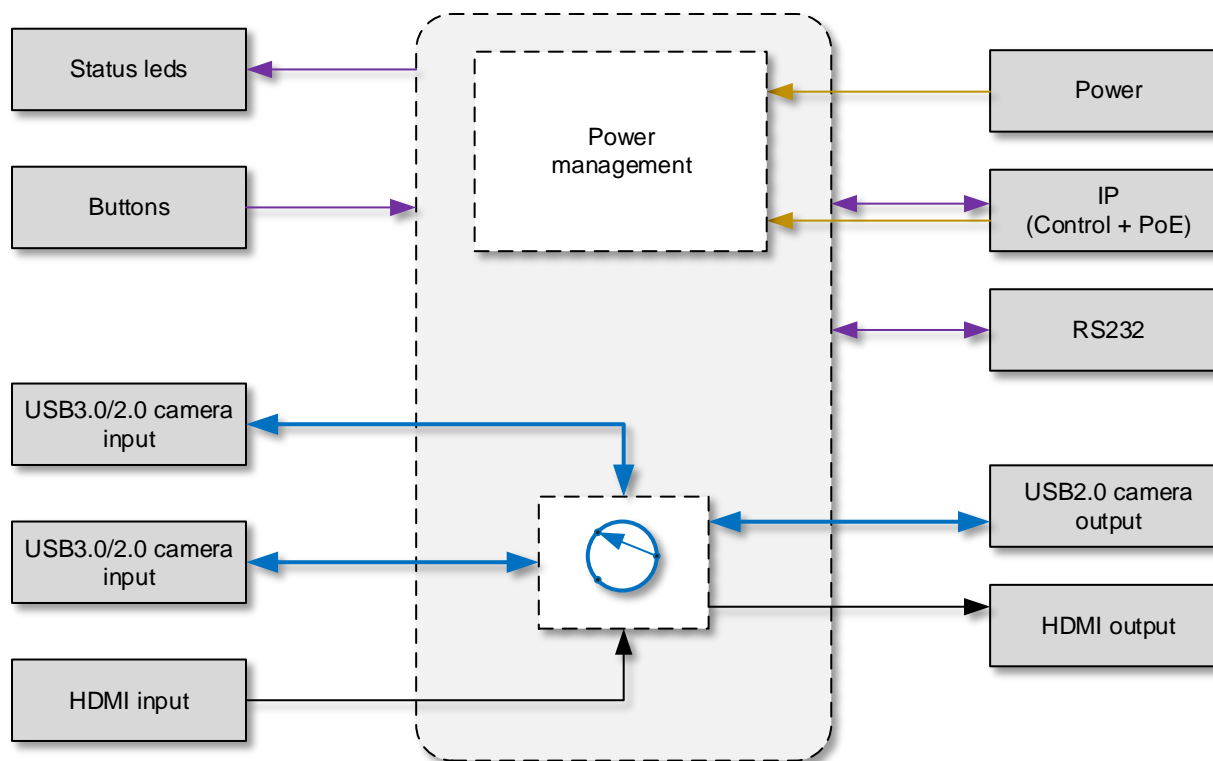 Status leds
Buttons
USB3.0/2.0 camera
input
USB3.0/2.0 camera
input
HDMI input
Power
management
Power
IP
(Control + PoE)
RS232
USB2.0 camera
output
HDMI output